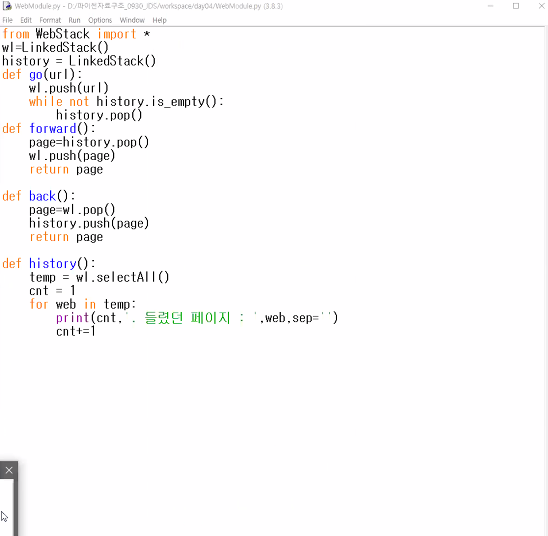 WebModule.py - D:/파이썬자료구조_0930_IDS/workspace/day04/WebModule.py (3.8.3)
File Edit Format Run Options Window Help
from WebStack import *
wl=LinkedStack()
history = LinkedStack()
def go(url):
    wl.push(url)
    while not history.is_empty():
        history.pop()
def forward():
    page=history.pop()
    wl.push(page)
    return page

def back():
    page=wl.pop()
    history.push(page)
    return page

def history():
    temp = wl.selectAll()
    cnt = 1
    for web in temp:
        print(cnt,'. 들렸던 페이지 : ',web,sep='')
        cnt+=1